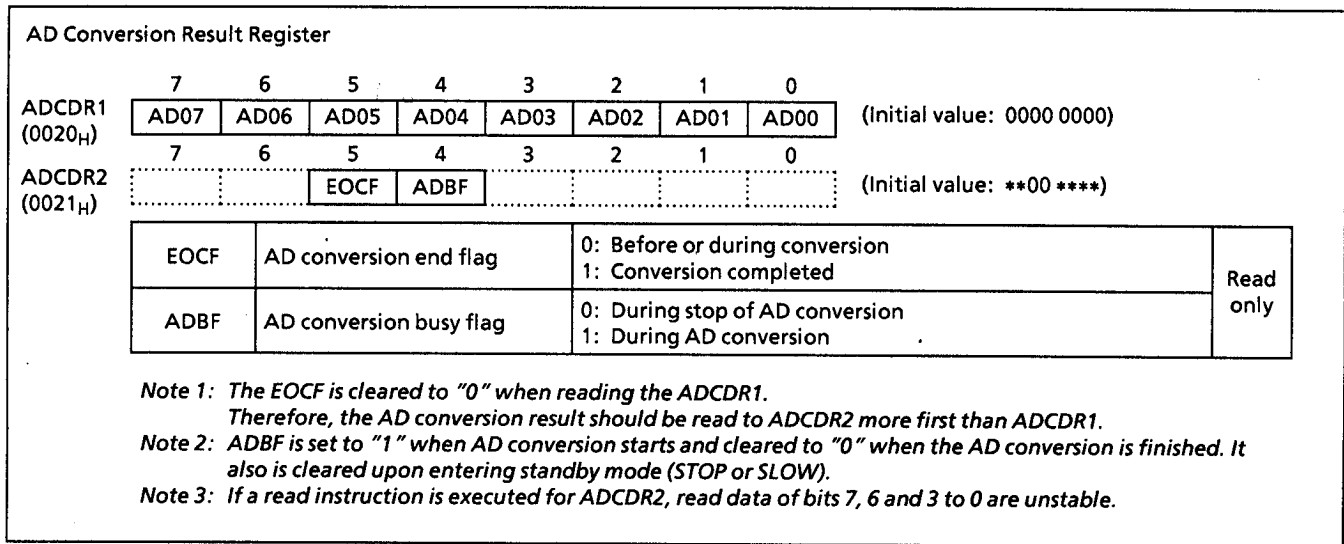 AD Conversion Result Register
7 6 5 4 3 2 1 0
ADCDR1 AD07 AD06 AD05 AD04 AD03 AD02 AD01 AD00 (Initial value: 0000 0000)
(0020H)
7 6 5 4 3 2 1 0
ADCDR2 EOCF ADBF (Initial value: **00 ****)
(0021H)
EOCF AD conversion end flag 0: Before or during conversion
1: Conversion completed
Read only
ADBF AD conversion busy flag 0: During stop of AD conversion
1: During AD conversion
Note 1: The EOCF is cleared to "0" when reading the ADCDR1.
Therefore, the AD conversion result should be read to ADCDR2 more first than ADCDR1.
Note 2: ADBF is set to "1" when AD conversion starts and cleared to "0" when the AD conversion is finished. It
also is cleared upon entering standby mode (STOP or SLOW).
Note 3: If a read instruction is executed for ADCDR2, read data of bits 7, 6 and 3 to 0 are unstable.